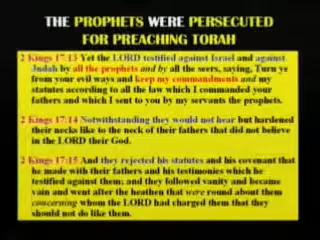 THE PROPHETS WERE PERSECUTED
FOR PREACHING TORAH
2 Kings 17:13 Yet the LORD testified against Israel and against
Judah by all the prophets and by all the seers, saying, Turn ye
from your evil ways and keep my commandments and my
statutes according to all the law which I commanded your
fathers and which I sent to you by my servants the prophets.
2 Kings 17:14 Notwithstanding they would not hear but hardened
their necks like to the neck of their fathers that did not believe
in the LORD their God.
2 Kings 17:15 And they rejected his statutes and his covenant that
he made with their fathers and his testimonies which he
testified against them; and they followed vanity and became
vain and went after the heathen that were round about them
concerning whom the LORD had charged them that they
should not do like them.